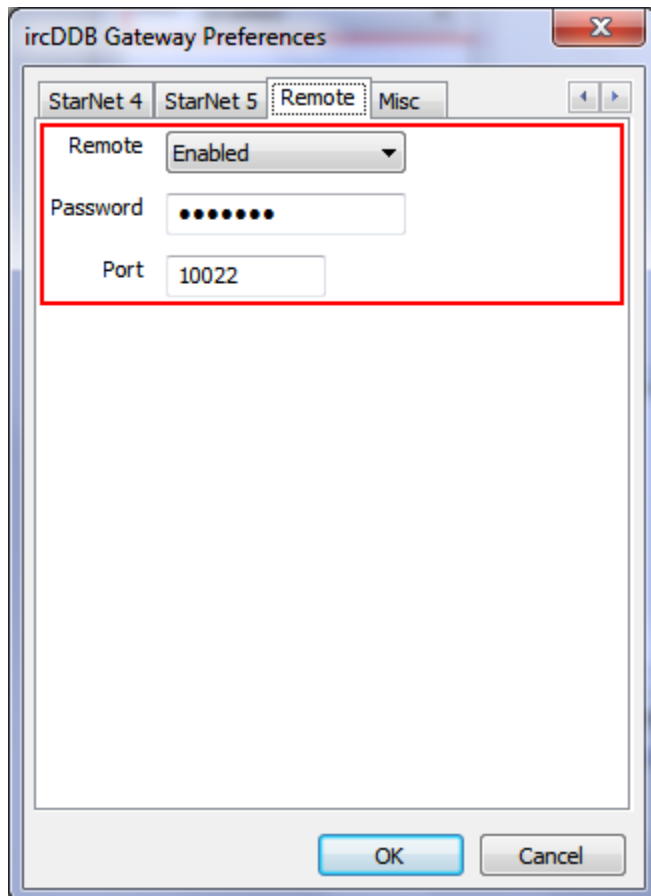 ircDDB Gateway Preferences
StarNet 4 StarNet 5 Remote Misc
Remote Enabled
Password •••••••
Port 10022
OK Cancel